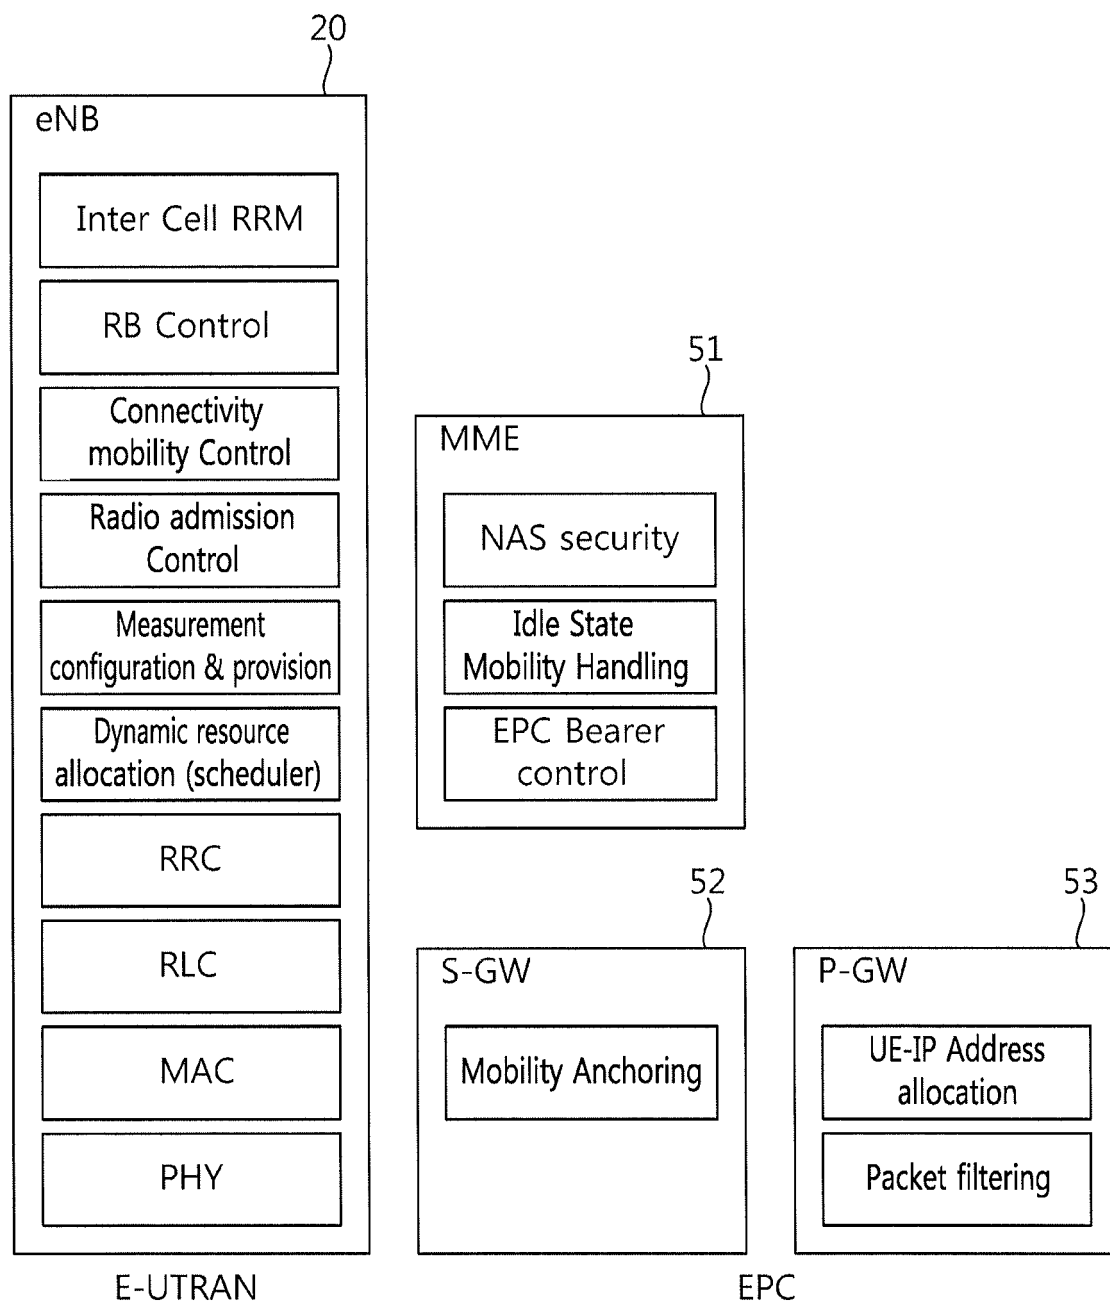 20
eNB
Inter Cell RRM
RB Control
Connectivity
mobility Control
Radio admission
Control
Measurement
configuration & provision
Dynamic resource
allocation (scheduler)
RRC
RLC
MAC
PHY
E-UTRAN
51
MME
NAS security
Idle State
Mobility Handling
EPC Bearer
control
52
S-GW
Mobility Anchoring
53
P-GW
UE-IP Address
allocation
Packet filtering
EPC